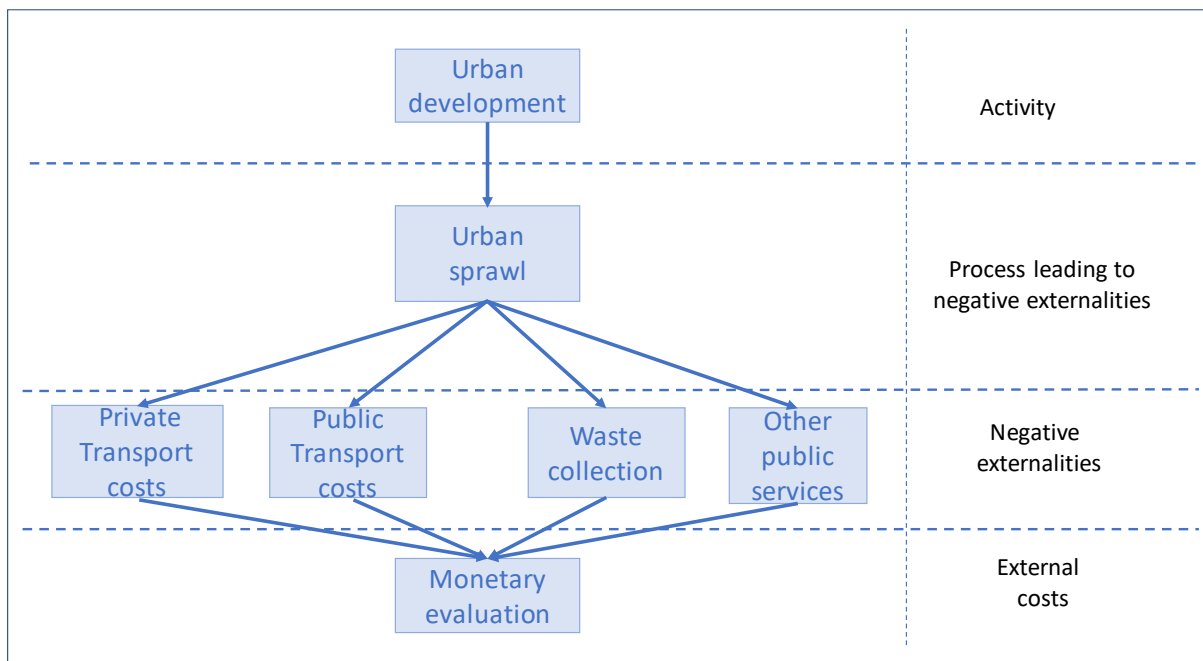 Urban
development
Activity
Urban
sprawl
Process leading to
negative externalities
Private
Transport
costs
Public
Transport
costs
Waste
collection
Other
public
services
Negative
externalities
Monetary
evaluation
External
costs